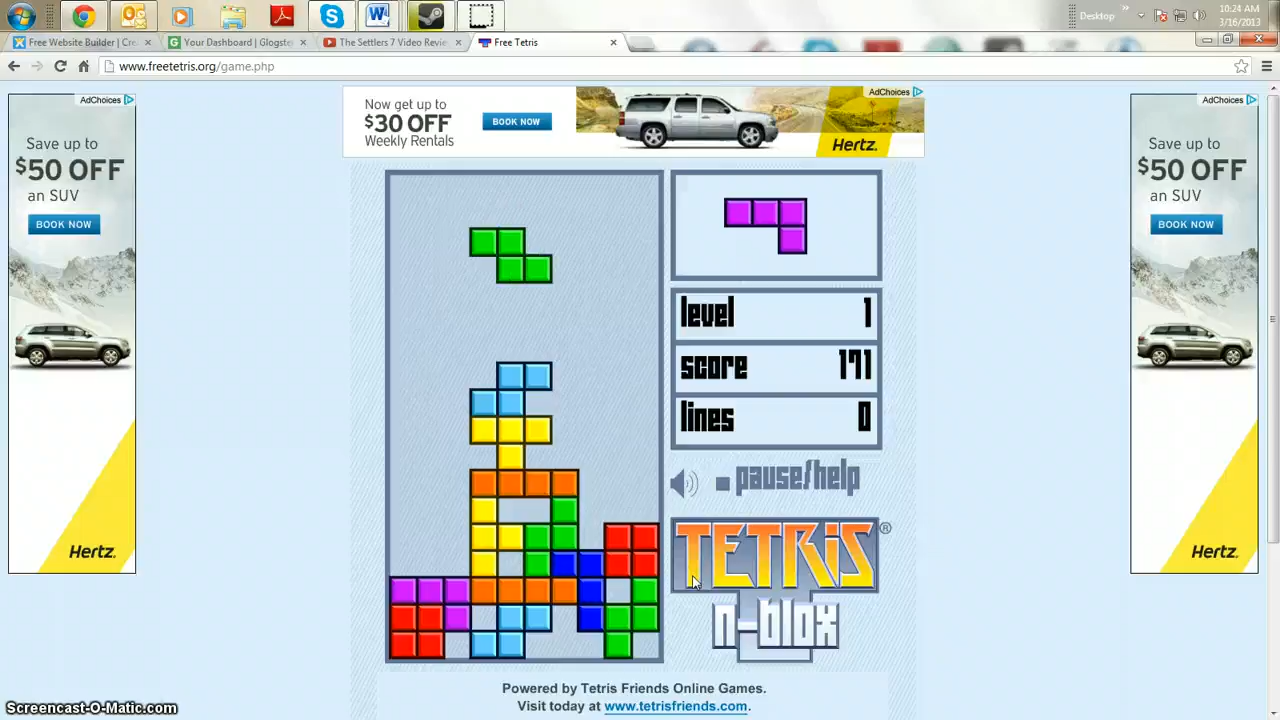 Desktop
»
10:24 AM
3/16/2013
Free Website Builder | Cre
Your Dashboard | Glogste
The Settlers 7 Video Revie
Free Tetris
www.freetetris.org/game.php
AdChoices
Save up to
$50 OFF
an SUV
BOOK NOW
Hertz.
Now get up to
$30 OFF
Weekly Rentals
BOOK NOW
AdChoices
Hertz.
AdChoices
Save up to
$50 OFF
an SUV
BOOK NOW
Hertz.
level 1
score 171
lines 0
pause/help
TETRiS®
n-blox
Powered by Tetris Friends Online Games.
Visit today at www.tetrisfriends.com.
Screencast-O-Matic.com